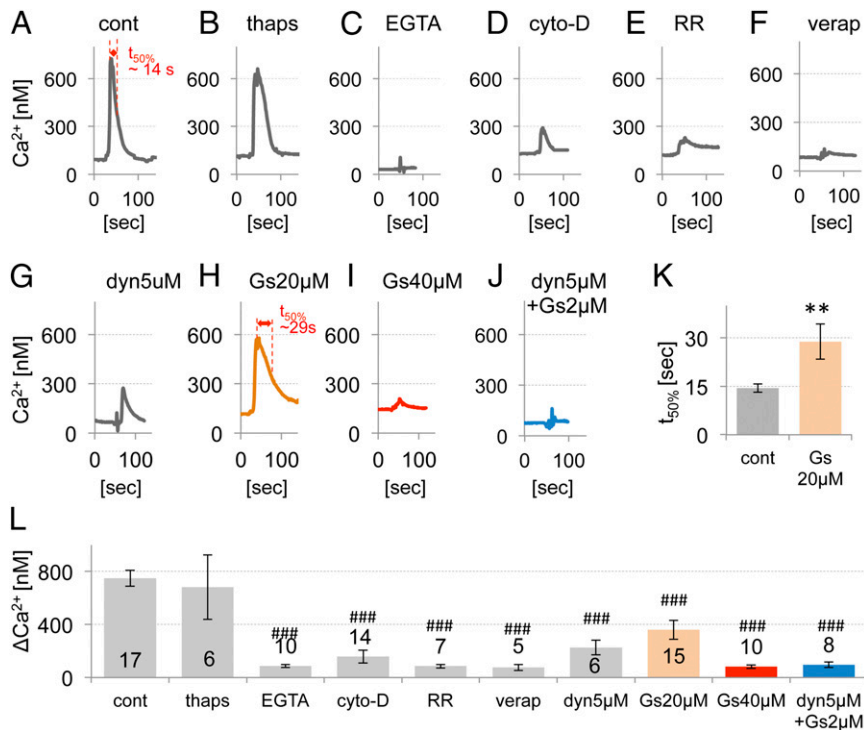 A cont
B thaps
C EGTA
D cyto-D
E RR
F verap
t50%
~ 14 s
Ca²⁺ [nM]
600
300
0
600
300
0
600
300
0
600
300
0
600
300
0
600
300
0
0 100
0 100
0 100
0 100
0 100
0 100
[sec]
[sec]
[sec]
[sec]
[sec]
[sec]
G dyn5uM
H Gs20µM
I Gs40µM
J dyn5µM
+Gs2µM
K
t50%
~29s
Ca²⁺ [nM]
600
300
0
600
300
0
600
300
0
600
300
0
0 100
0 100
0 100
0 100
[sec]
[sec]
[sec]
[sec]
t50% [sec]
30
15
0
**
cont
Gs
20µM
L
ΔCa²⁺ [nM]
800
400
0
### ### ### ### ### ### ### ###
17 6 10 14 7 5 6 15 10 8
cont thaps EGTA cyto-D RR verap dyn5µM Gs20µM Gs40µM dyn5µM
+Gs2µM